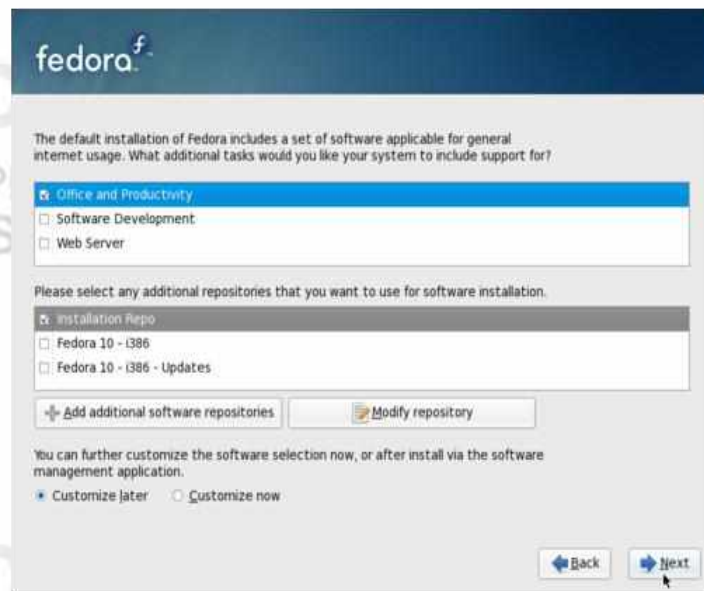 fedora
The default installation of Fedora includes a set of software applicable for general
internet usage. What additional tasks would you like your system to include support for?
Office and Productivity
Software Development
Web Server
Please select any additional repositories that you want to use for software installation.
Installation Repo
Fedora 10 - i386
Fedora 10 - i386 - Updates
Add additional software repositories
Modify repository
You can further customize the software selection now, or after install via the software
management application.
Customize later
Customize now
Back
Next